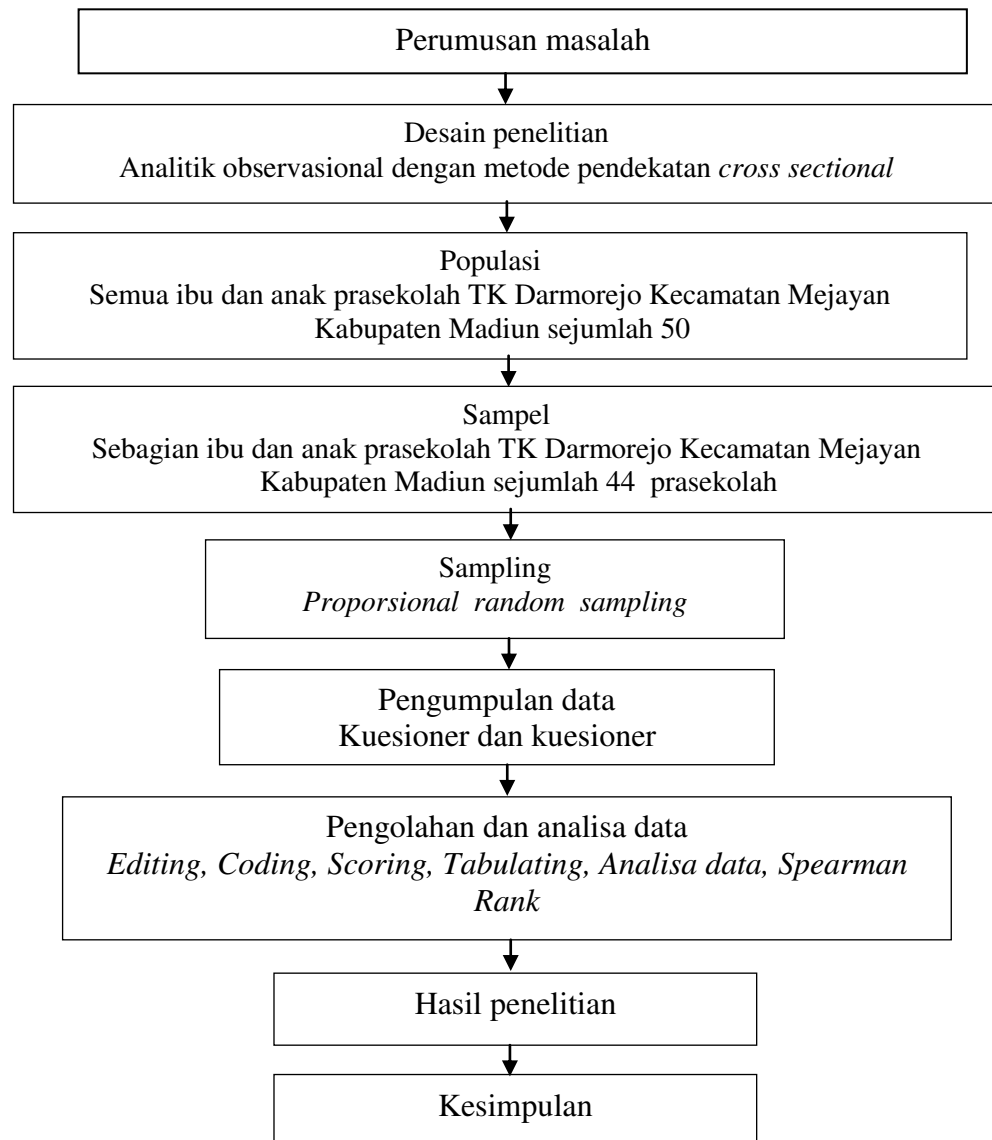 Perumusan masalah
Desain penelitian
Analitik observasional dengan metode pendekatan cross sectional
Populasi
Semua ibu dan anak prasekolah TK Darmorejo Kecamatan Mejayan
Kabupaten Madiun sejumlah 50
Sampel
Sebagian ibu dan anak prasekolah TK Darmorejo Kecamatan Mejayan
Kabupaten Madiun sejumlah 44 prasekolah
Sampling
Proporsional random sampling
Pengumpulan data
Kuesioner dan kuesioner
Pengolahan dan analisa data
Editing, Coding, Scoring, Tabulating, Analisa data, Spearman
Rank
Hasil penelitian
Kesimpulan